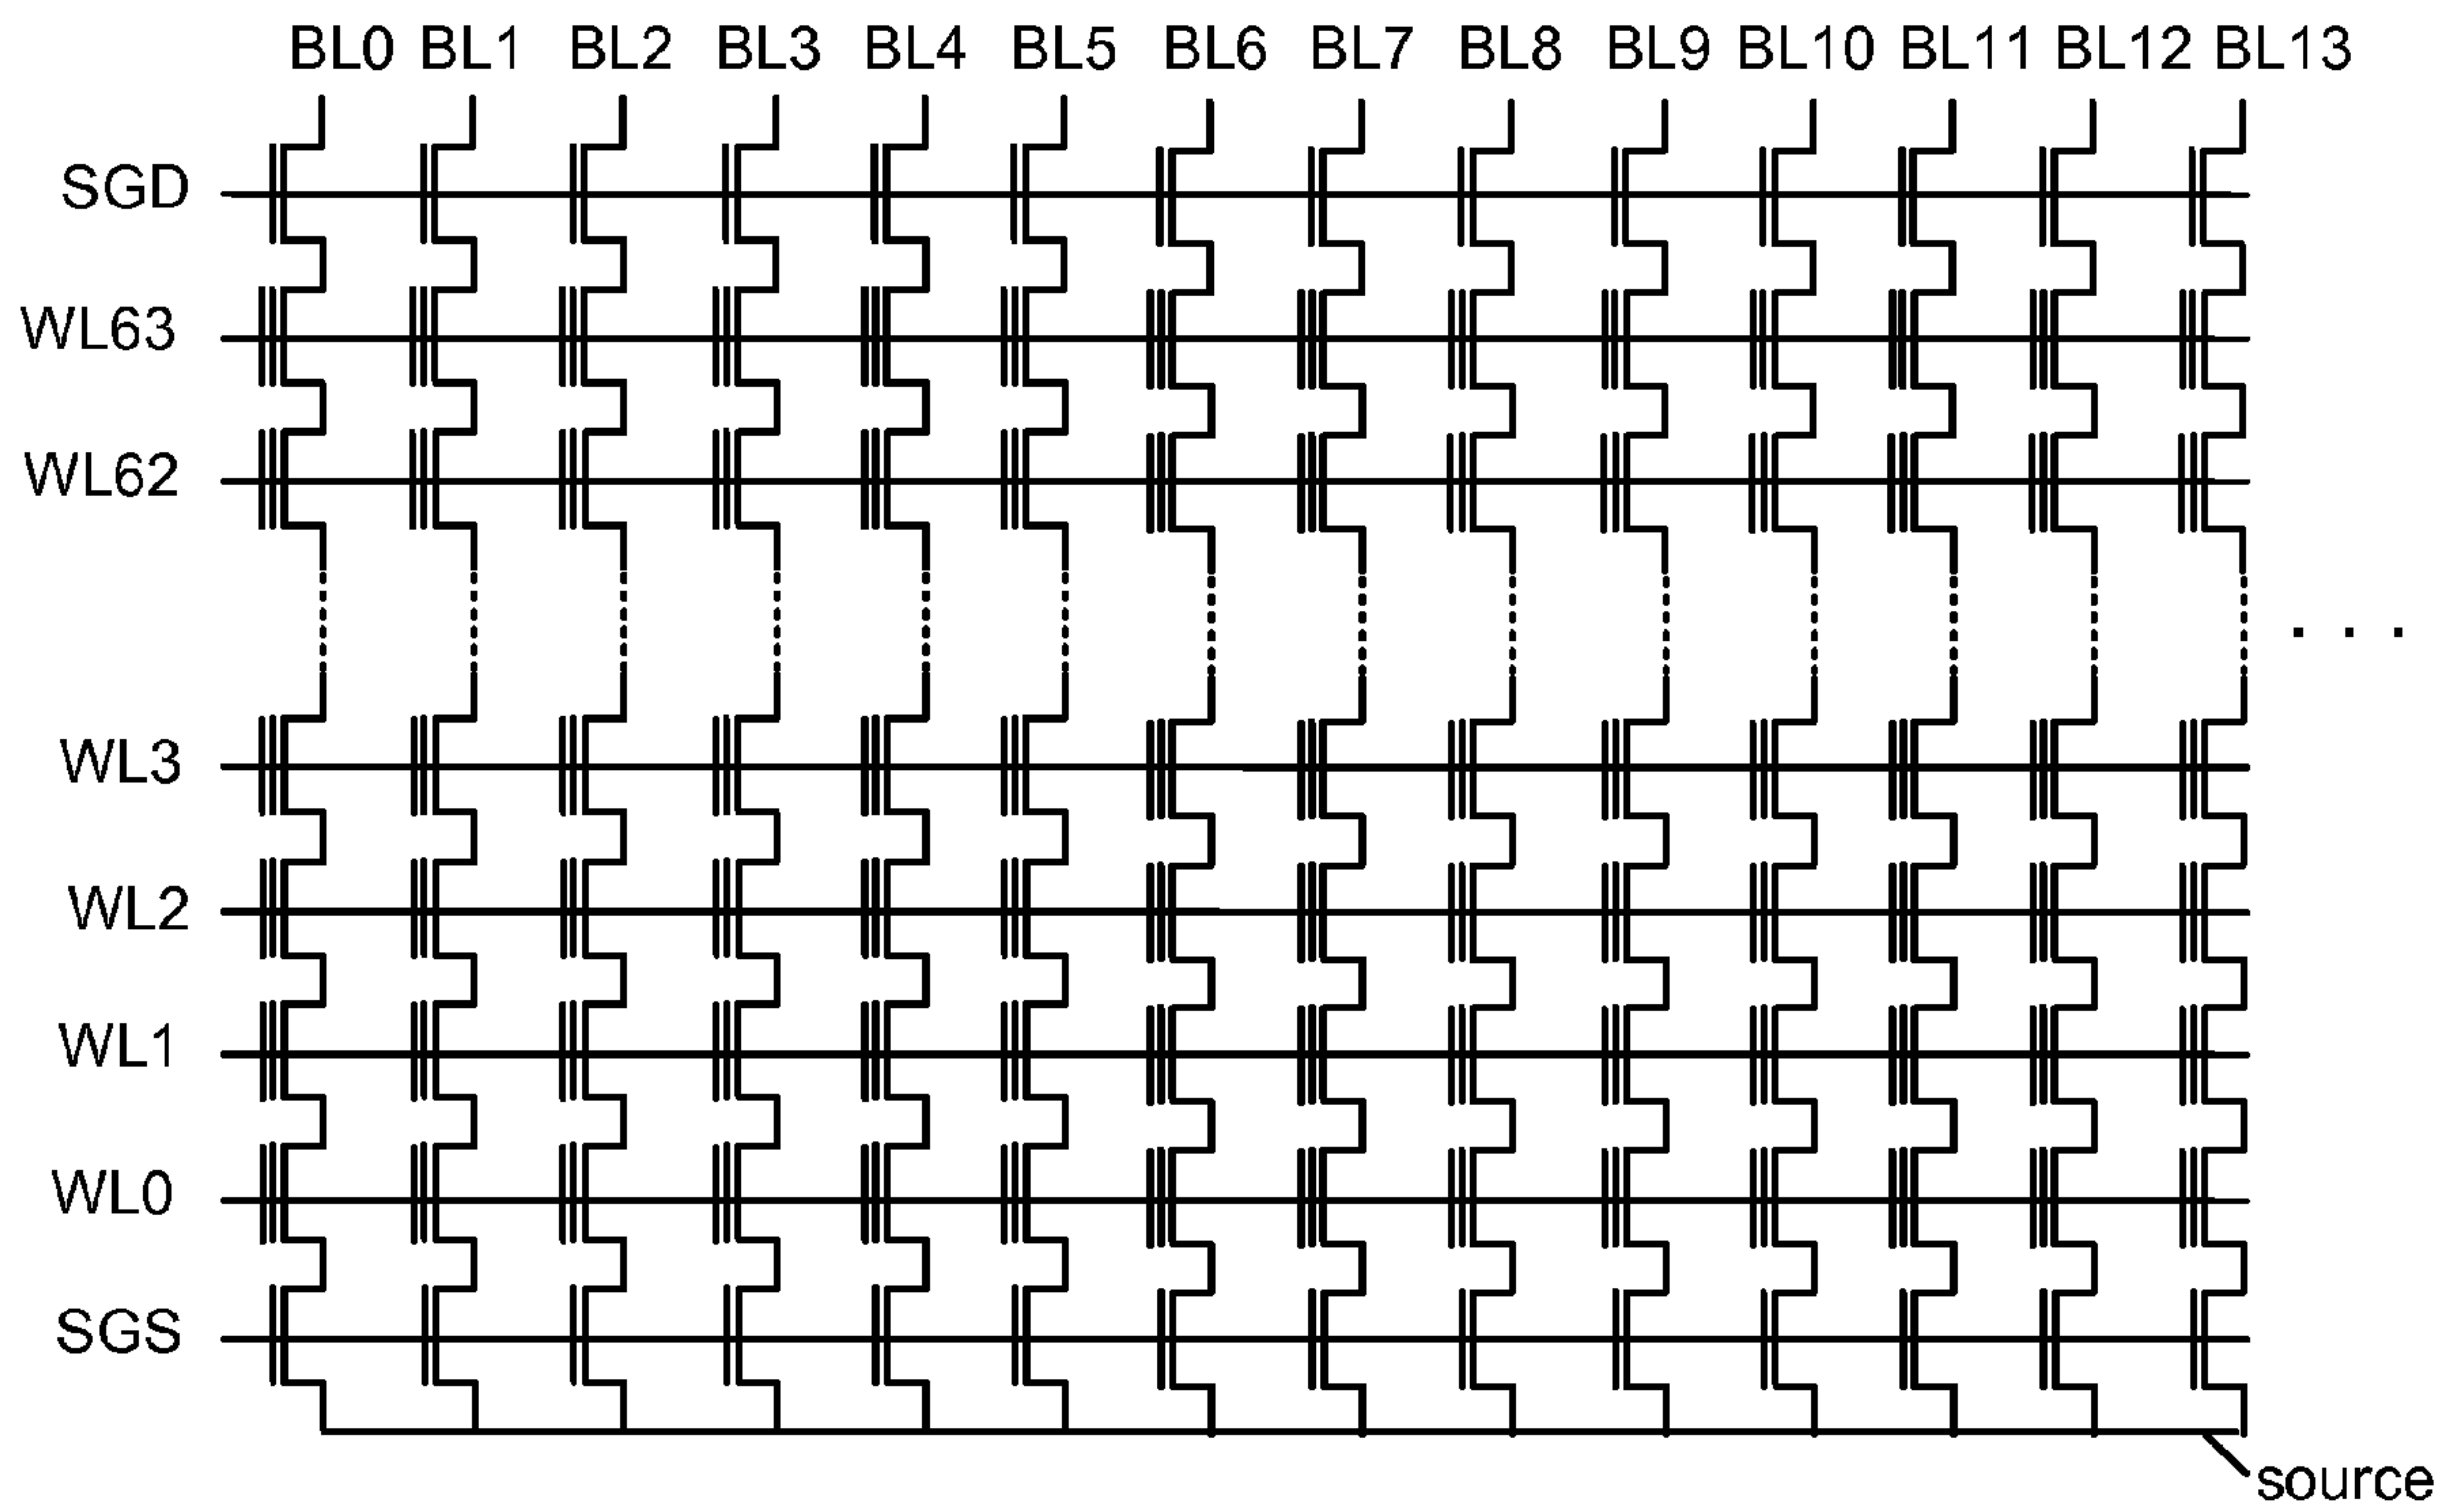 BL0 BL1 BL2 BL3 BL4 BL5 BL6 BL7 BL8 BL9 BL10 BL11 BL12 BL13
SGD
WL63
WL62
. . .
WL3
WL2
WL1
WL0
SGS
source